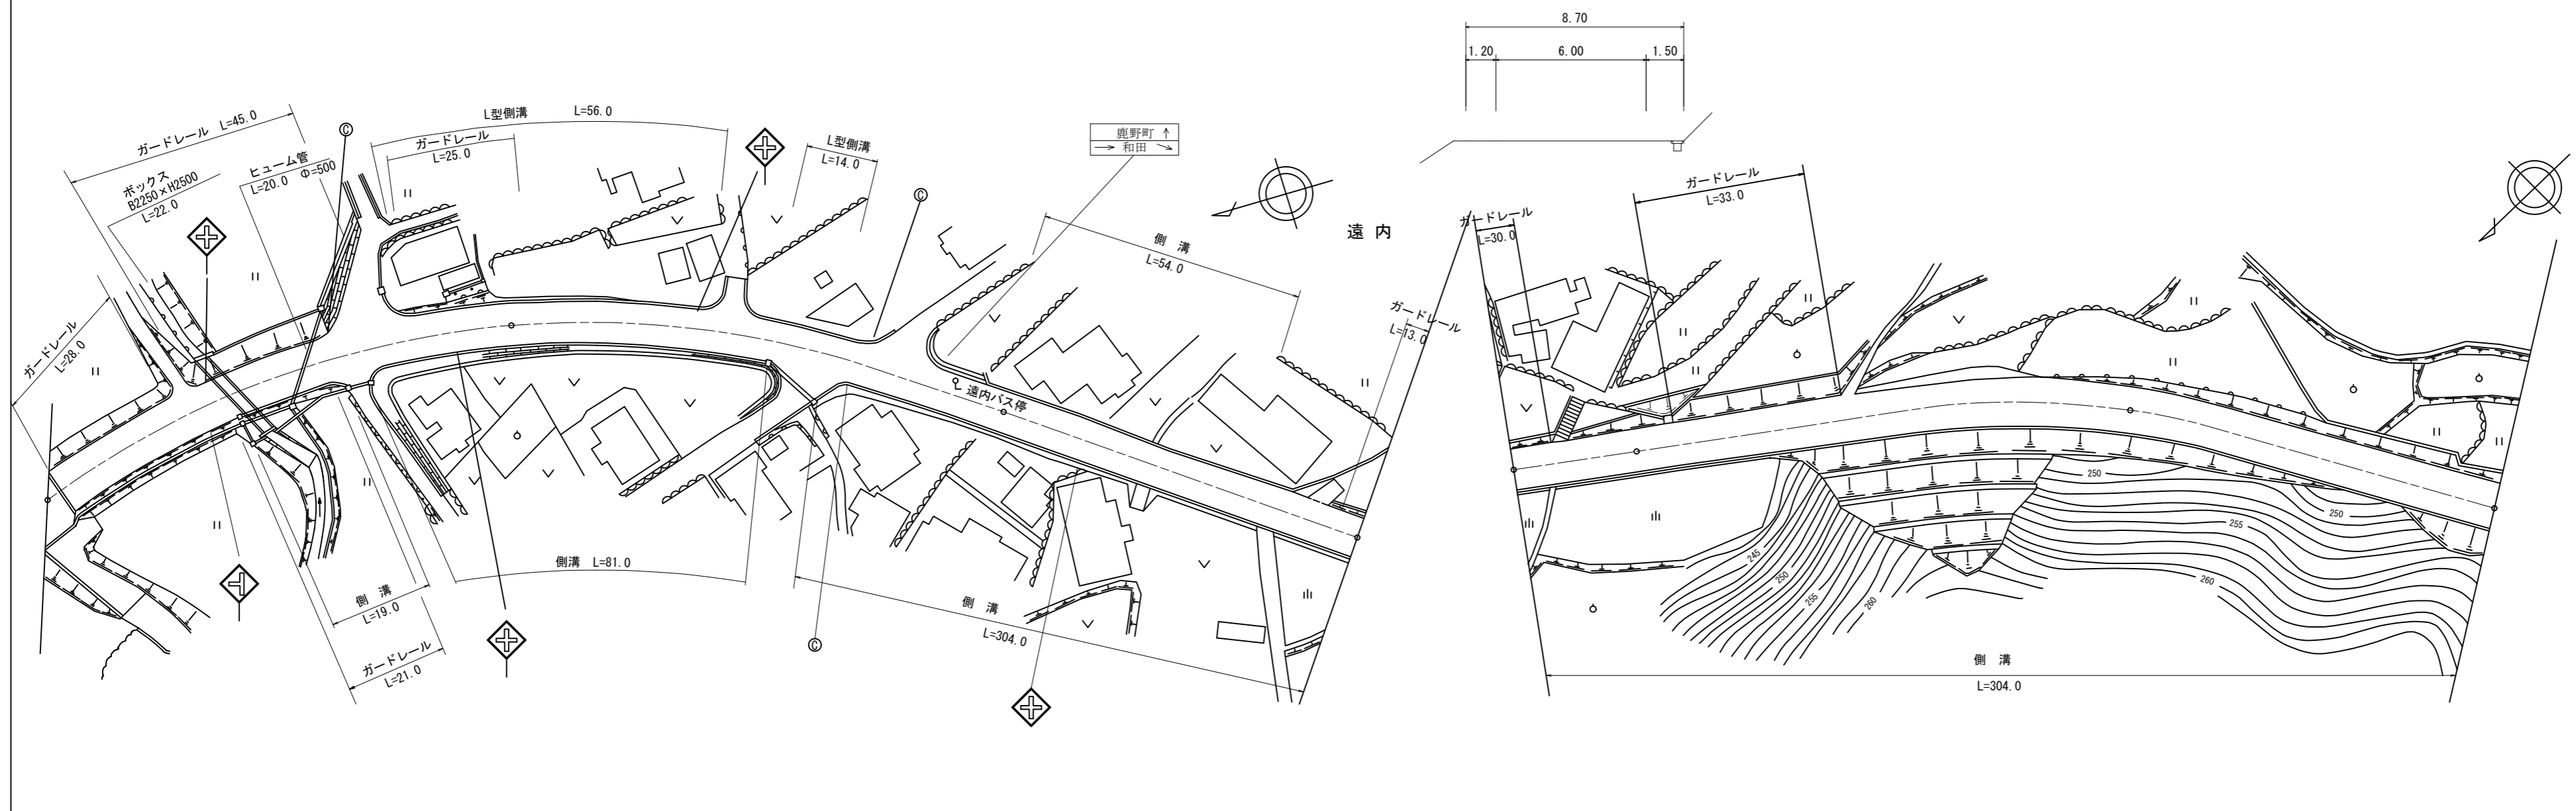 8.70
1.20 6.00 1.50
ガードレール L=45.0
L型側溝 L=56.0
ガードレール
L=25.0
L型側溝
L=14.0
ヒューム管
L=20.0 Φ=500
ボックス
B2250×H2500
L=22.0
ガードレール
L=28.0
鹿野町 ↑
→ 和田 ↘
側 溝
L=54.0
遠 内
ガードレール
L=13.0
ガードレール
L=30.0
ガードレール
L=33.0
遠内バス停
側溝 L=81.0
側 溝
L=19.0
ガードレール
L=21.0
側 溝
L=304.0
側 溝
L=304.0
C
C
C
250
250
255
260
245
250
255
260